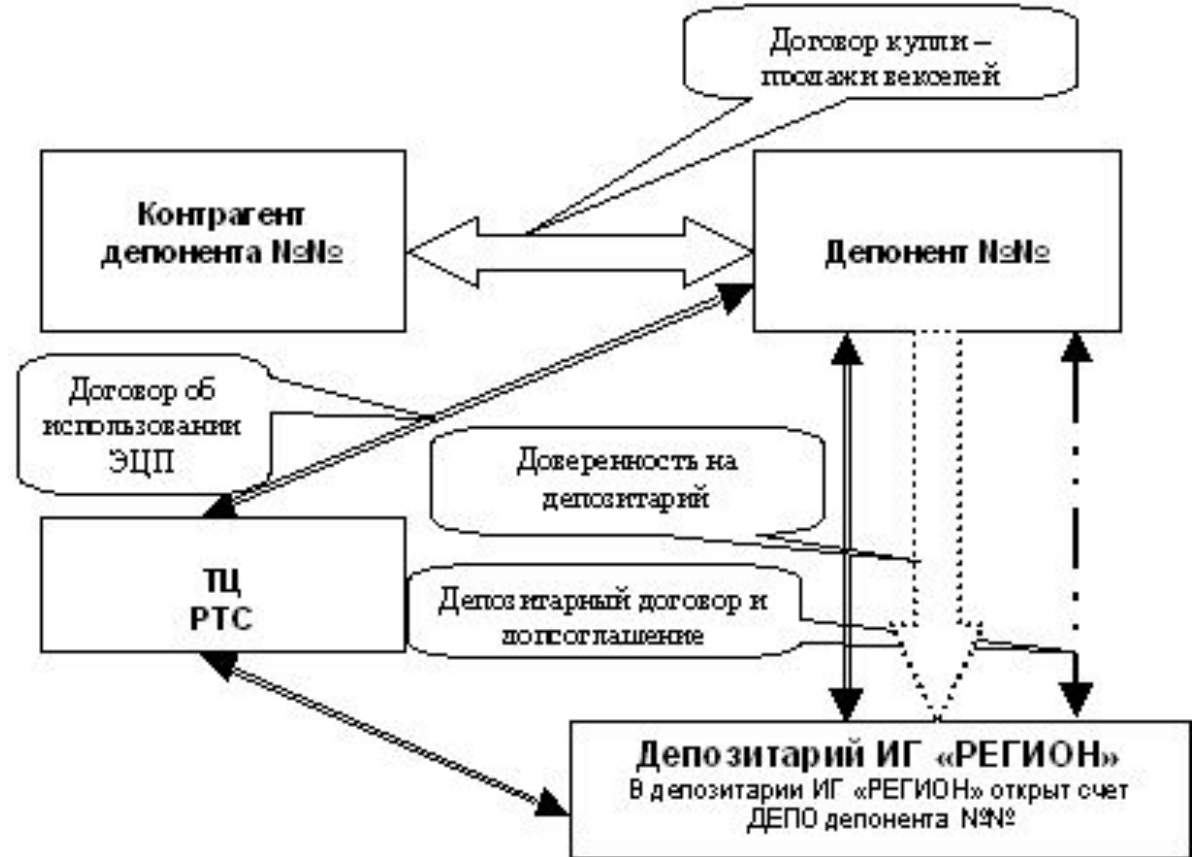 Договор купли –
продажи векселей
Контрагент
депонента №№
Депонент №№
Договор об
использовании
ЭЦП
Доверенность на
депозитарий
ТЦ
РТС
Депозитарный договор и
допсоглашение
Депозитарий ИГ «РЕГИОН»
В депозитарии ИГ «РЕГИОН» открыт счет
ДЕПО депонента №№